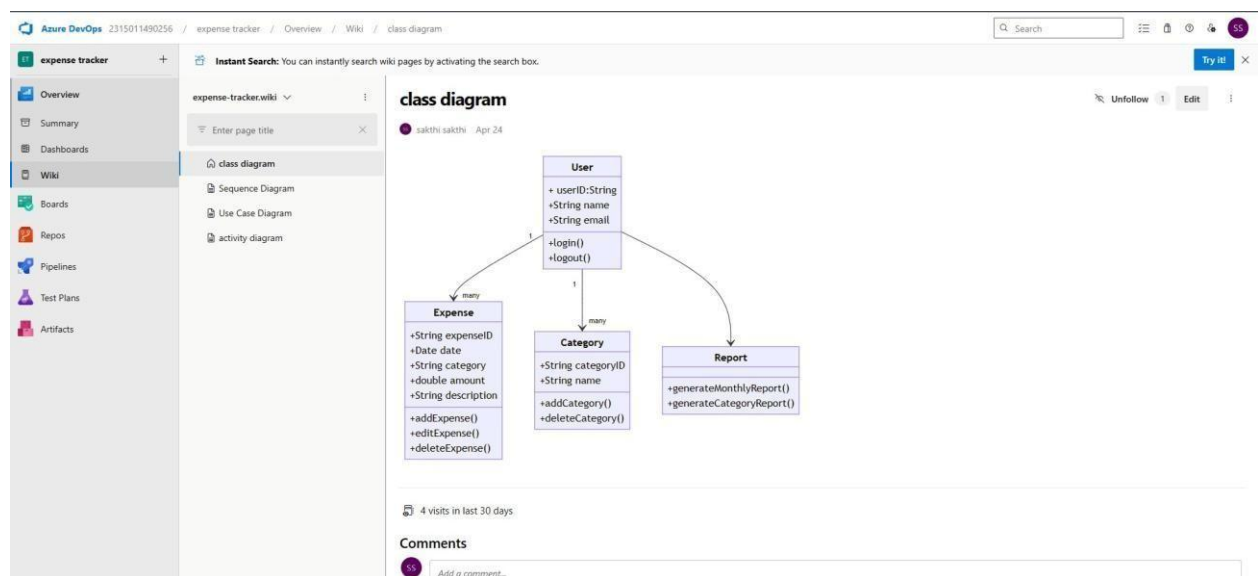 Azure DevOps 2315011490256 / expense tracker / Overview / Wiki / class diagram
Search
SS
ET expense tracker +
Instant Search: You can instantly search wiki pages by activating the search box.
Try it!
Overview
Summary
Dashboards
Wiki
Boards
Repos
Pipelines
Test Plans
Artifacts
expense-tracker.wiki
Enter page title
class diagram
Sequence Diagram
Use Case Diagram
activity diagram
class diagram
Unfollow 1 Edit
sakthi sakthi Apr 24
User
+ userID:String
+String name
+String email
+login()
+logout()
1
many
1
many
Expense
+String expenseID
+Date date
+String category
+double amount
+String description
+addExpense()
+editExpense()
+deleteExpense()
Category
+String categoryID
+String name
+addCategory()
+deleteCategory()
Report
+generateMonthlyReport()
+generateCategoryReport()
4 visits in last 30 days
Comments
SS
Add a comment...